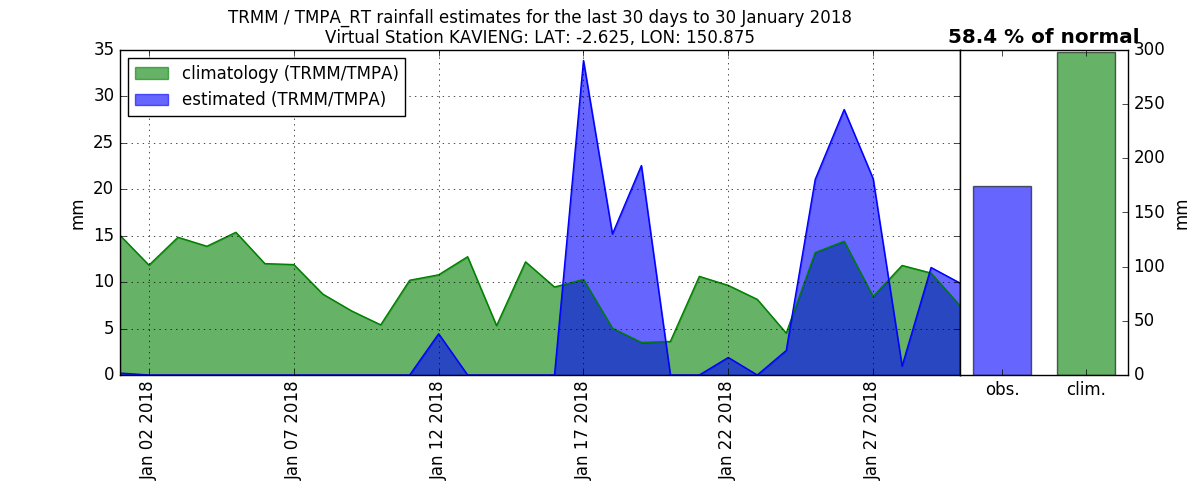 TRMM / TMPA_RT rainfall estimates for the last 30 days to 30 January 2018
Virtual Station KAVIENG: LAT: -2.625, LON: 150.875
58.4 % of normal
climatology (TRMM/TMPA)
estimated (TRMM/TMPA)
35
30
25
20
15
10
5
0
mm
Jan 02 2018
Jan 07 2018
Jan 12 2018
Jan 17 2018
Jan 22 2018
Jan 27 2018
obs.
clim.
300
250
200
150
100
50
0
mm